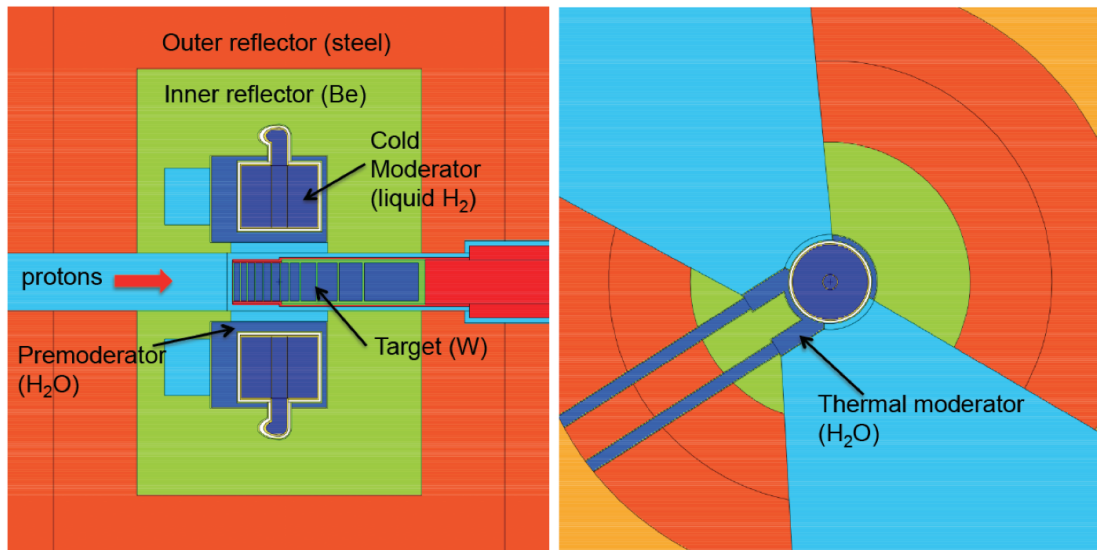 Outer reflector (steel)
Inner reflector (Be)
Cold
Moderator
(liquid H₂)
protons
Premoderator
(H₂O)
Target (W)
Thermal moderator
(H₂O)